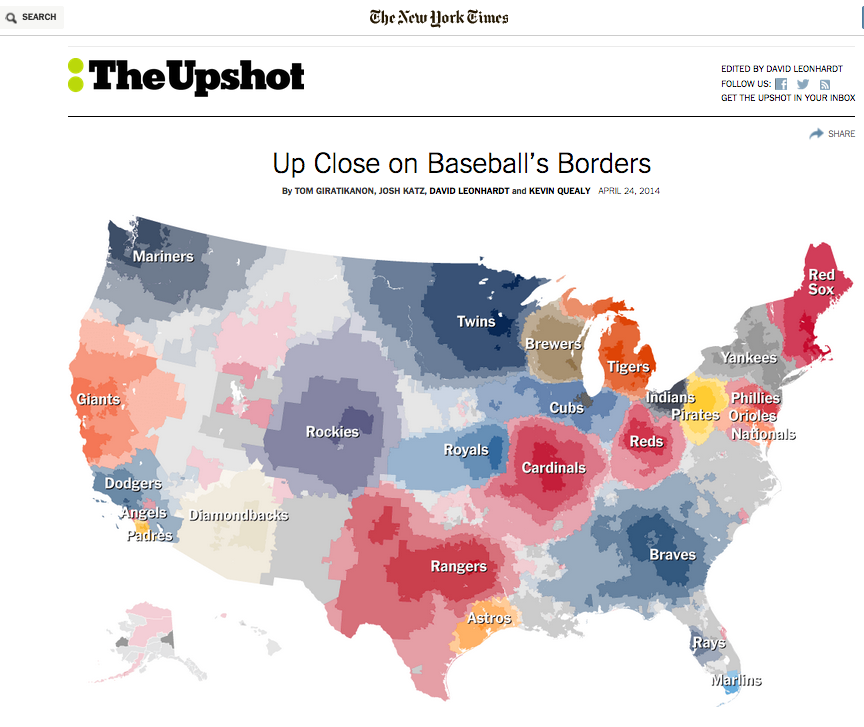 SEARCH
The New York Times
TheUpshot
EDITED BY DAVID LEONHARDT
FOLLOW US:
GET THE UPSHOT IN YOUR INBOX
SHARE
Up Close on Baseball's Borders
By TOM GIRATIKANON, JOSH KATZ, DAVID LEONHARDT and KEVIN QUEALY APRIL 24, 2014
Mariners
Red
Sox
Twins
Brewers
Yankees
Tigers
Giants
Indians
Phillies
Cubs
Pirates
Orioles
Rockies
Nationals
Reds
Royals
Cardinals
Dodgers
Angels
Diamondbacks
Padres
Braves
Rangers
Astros
Rays
Marlins